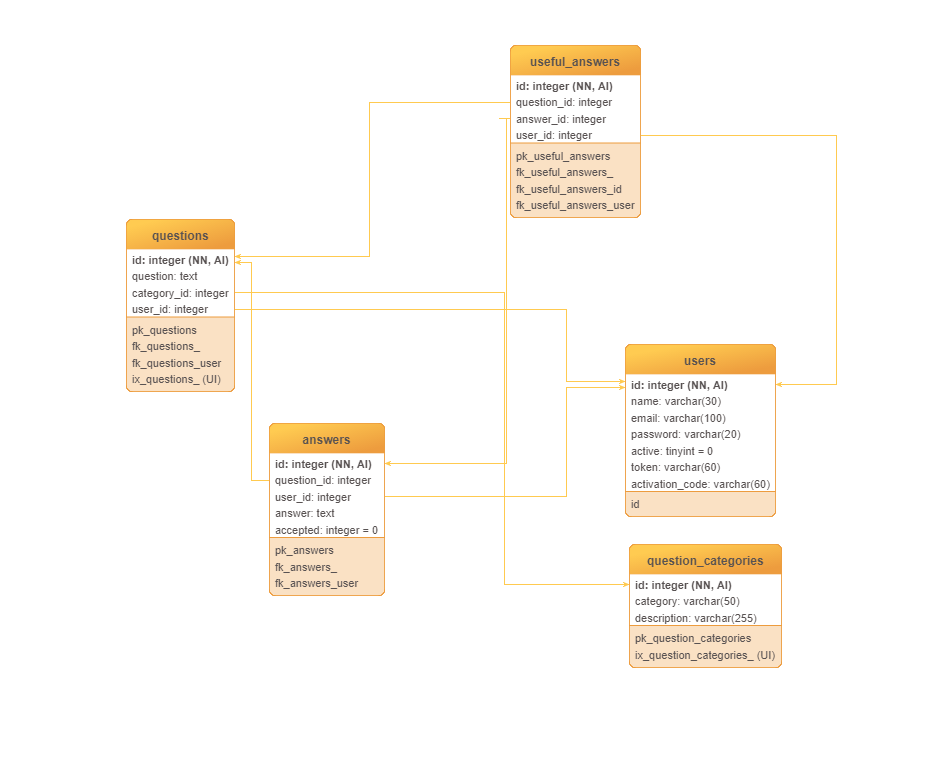 useful_answers
id: integer (NN, AI)
question_id: integer
answer_id: integer
user_id: integer
pk_useful_answers
fk_useful_answers_
fk_useful_answers_id
fk_useful_answers_user
questions
id: integer (NN, AI)
question: text
category_id: integer
user_id: integer
pk_questions
fk_questions_
fk_questions_user
ix_questions_ (UI)
users
id: integer (NN, AI)
name: varchar(30)
email: varchar(100)
password: varchar(20)
active: tinyint = 0
token: varchar(60)
activation_code: varchar(60)
id
answers
id: integer (NN, AI)
question_id: integer
user_id: integer
answer: text
accepted: integer = 0
pk_answers
fk_answers_
fk_answers_user
question_categories
id: integer (NN, AI)
category: varchar(50)
description: varchar(255)
pk_question_categories
ix_question_categories_ (UI)